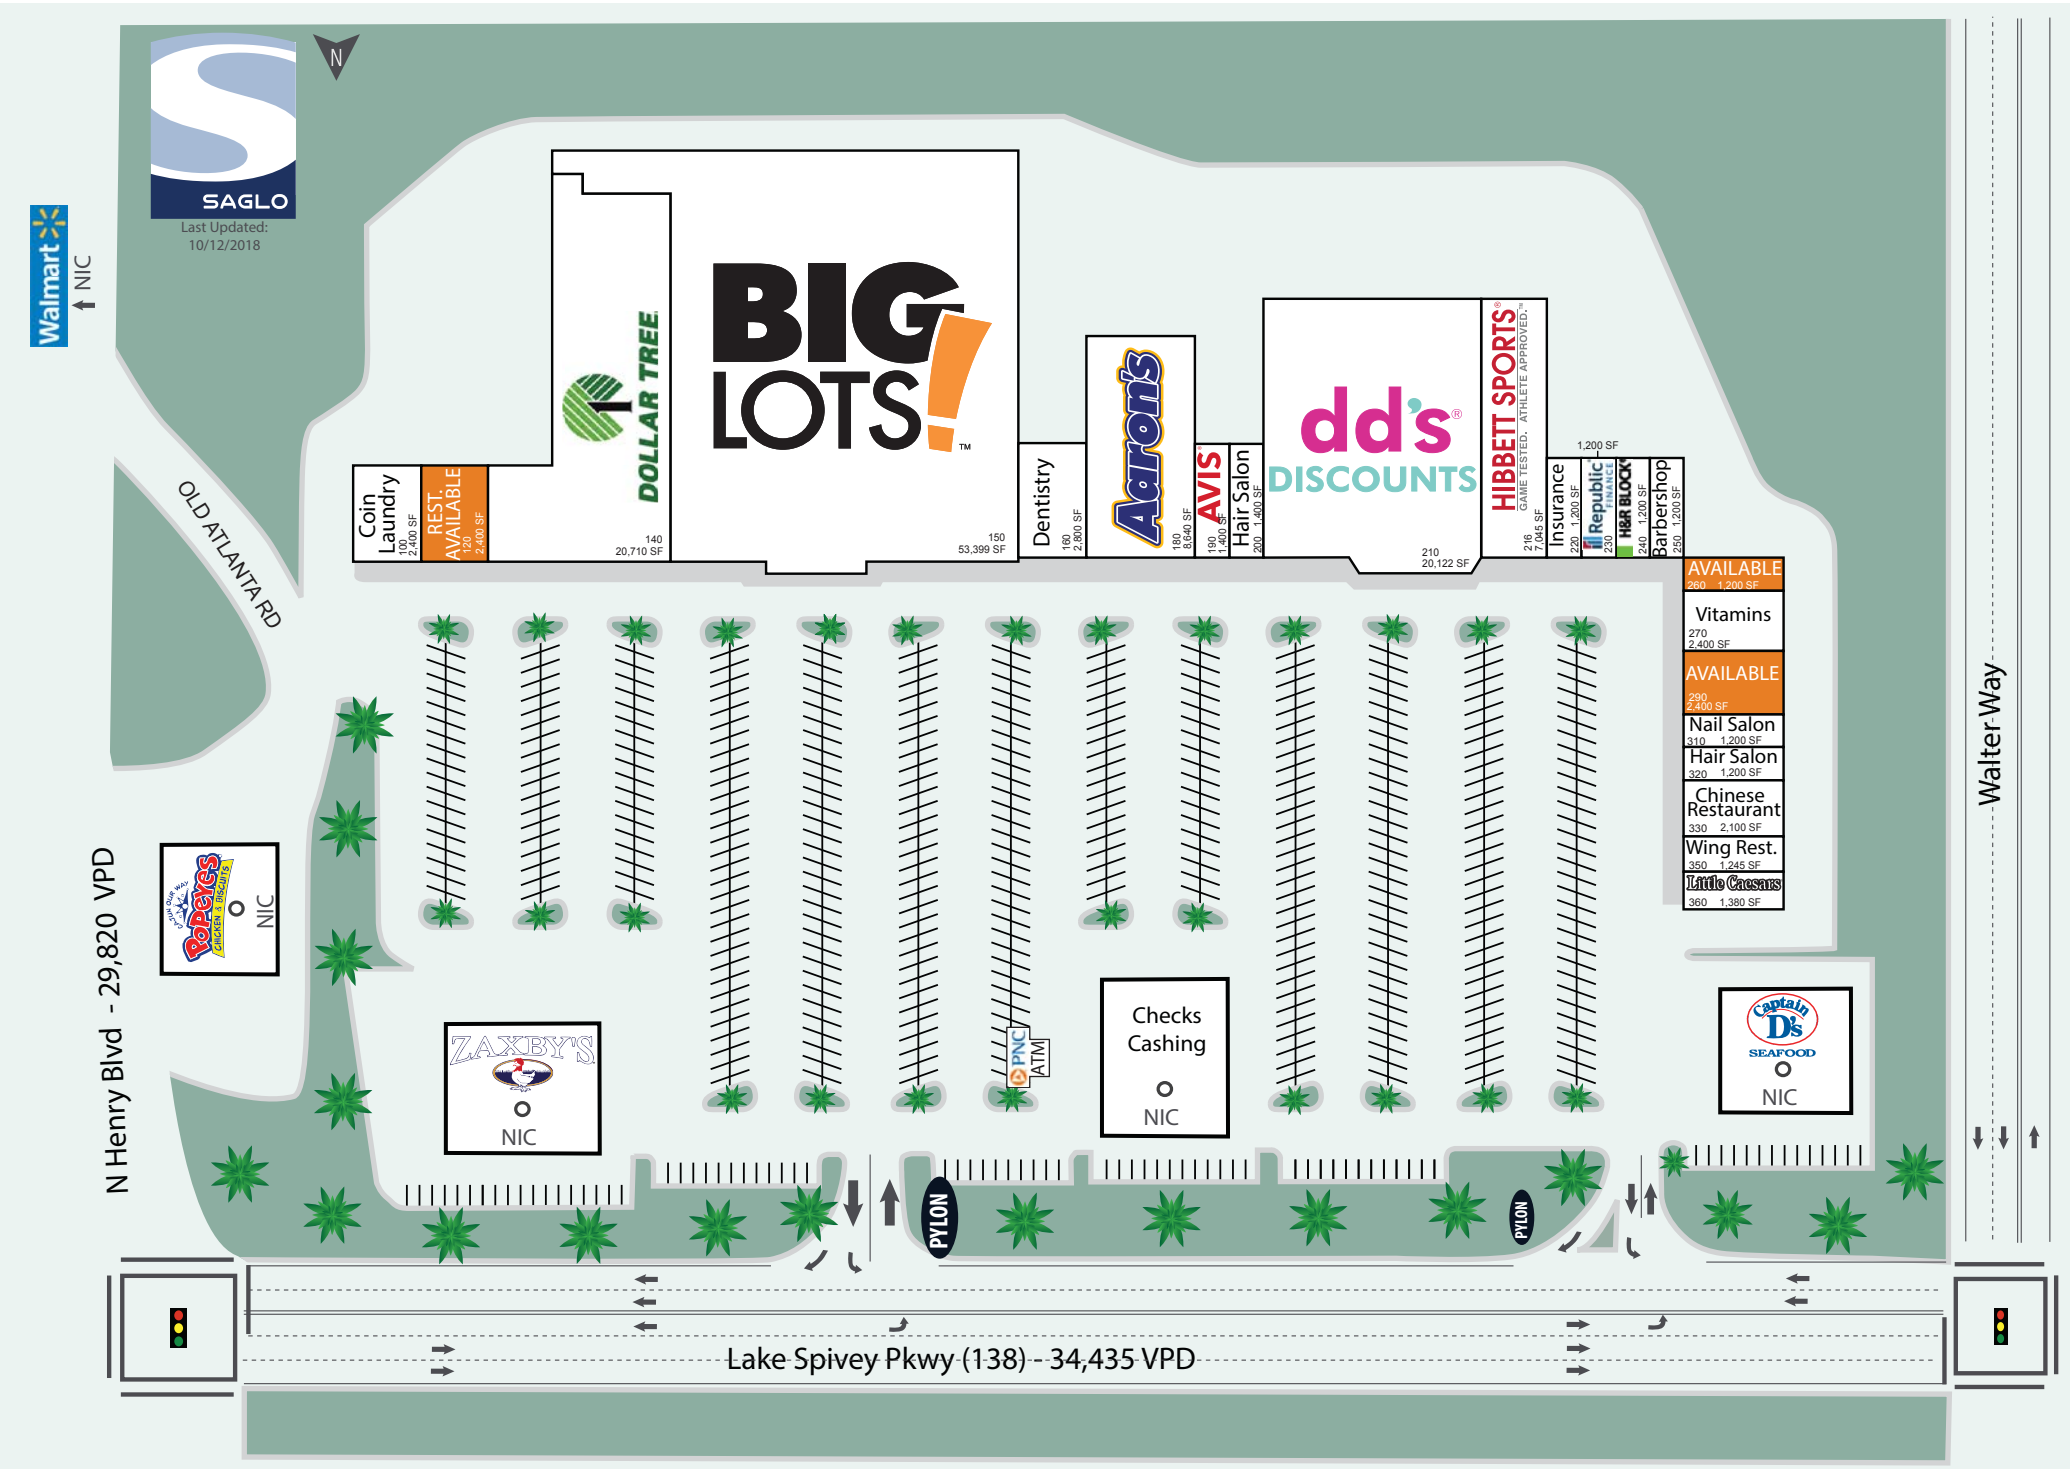 N
SAGLO
Last Updated:
10/12/2018
Walmart
NIC
OLD ATLANTA RD
N Henry Blvd - 29,820 VPD
Coin
Laundry
100
2,400 SF
REST.
AVAILABLE
120
2,400 SF
DOLLAR TREE
140
20,710 SF
BIG
LOTS!
TM
150
53,399 SF
Dentistry
160
2,800 SF
Aaron's
180
8,640 SF
AVIS
190
1,400 SF
Hair Salon
200 1,400 SF
dd's®
DISCOUNTS
210
20,122 SF
HIBBETT SPORTS®
GAME TESTED. ATHLETE APPROVED.™
216
7,045 SF
Insurance
220 1,200 SF
1,200 SF
Republic
FINANCE
230
H&R BLOCK
240 1,200 SF
Barbershop
250 1,200 SF
AVAILABLE
260 1,200 SF
Vitamins
270
2,400 SF
AVAILABLE
290
2,400 SF
Nail Salon
310 1,200 SF
Hair Salon
320 1,200 SF
Chinese
Restaurant
330 2,100 SF
Wing Rest.
350 1,245 SF
Little Caesars
360 1,380 SF
Walter Way
CAJUN OUR WAY
POPEYES
CHICKEN & BISCUITS
NIC
ZAXBY'S
NIC
PNC
ATM
Checks
Cashing
NIC
Captain
D's
SEAFOOD
NIC
PYLON
PYLON
Lake Spivey Pkwy (138) - 34,435 VPD